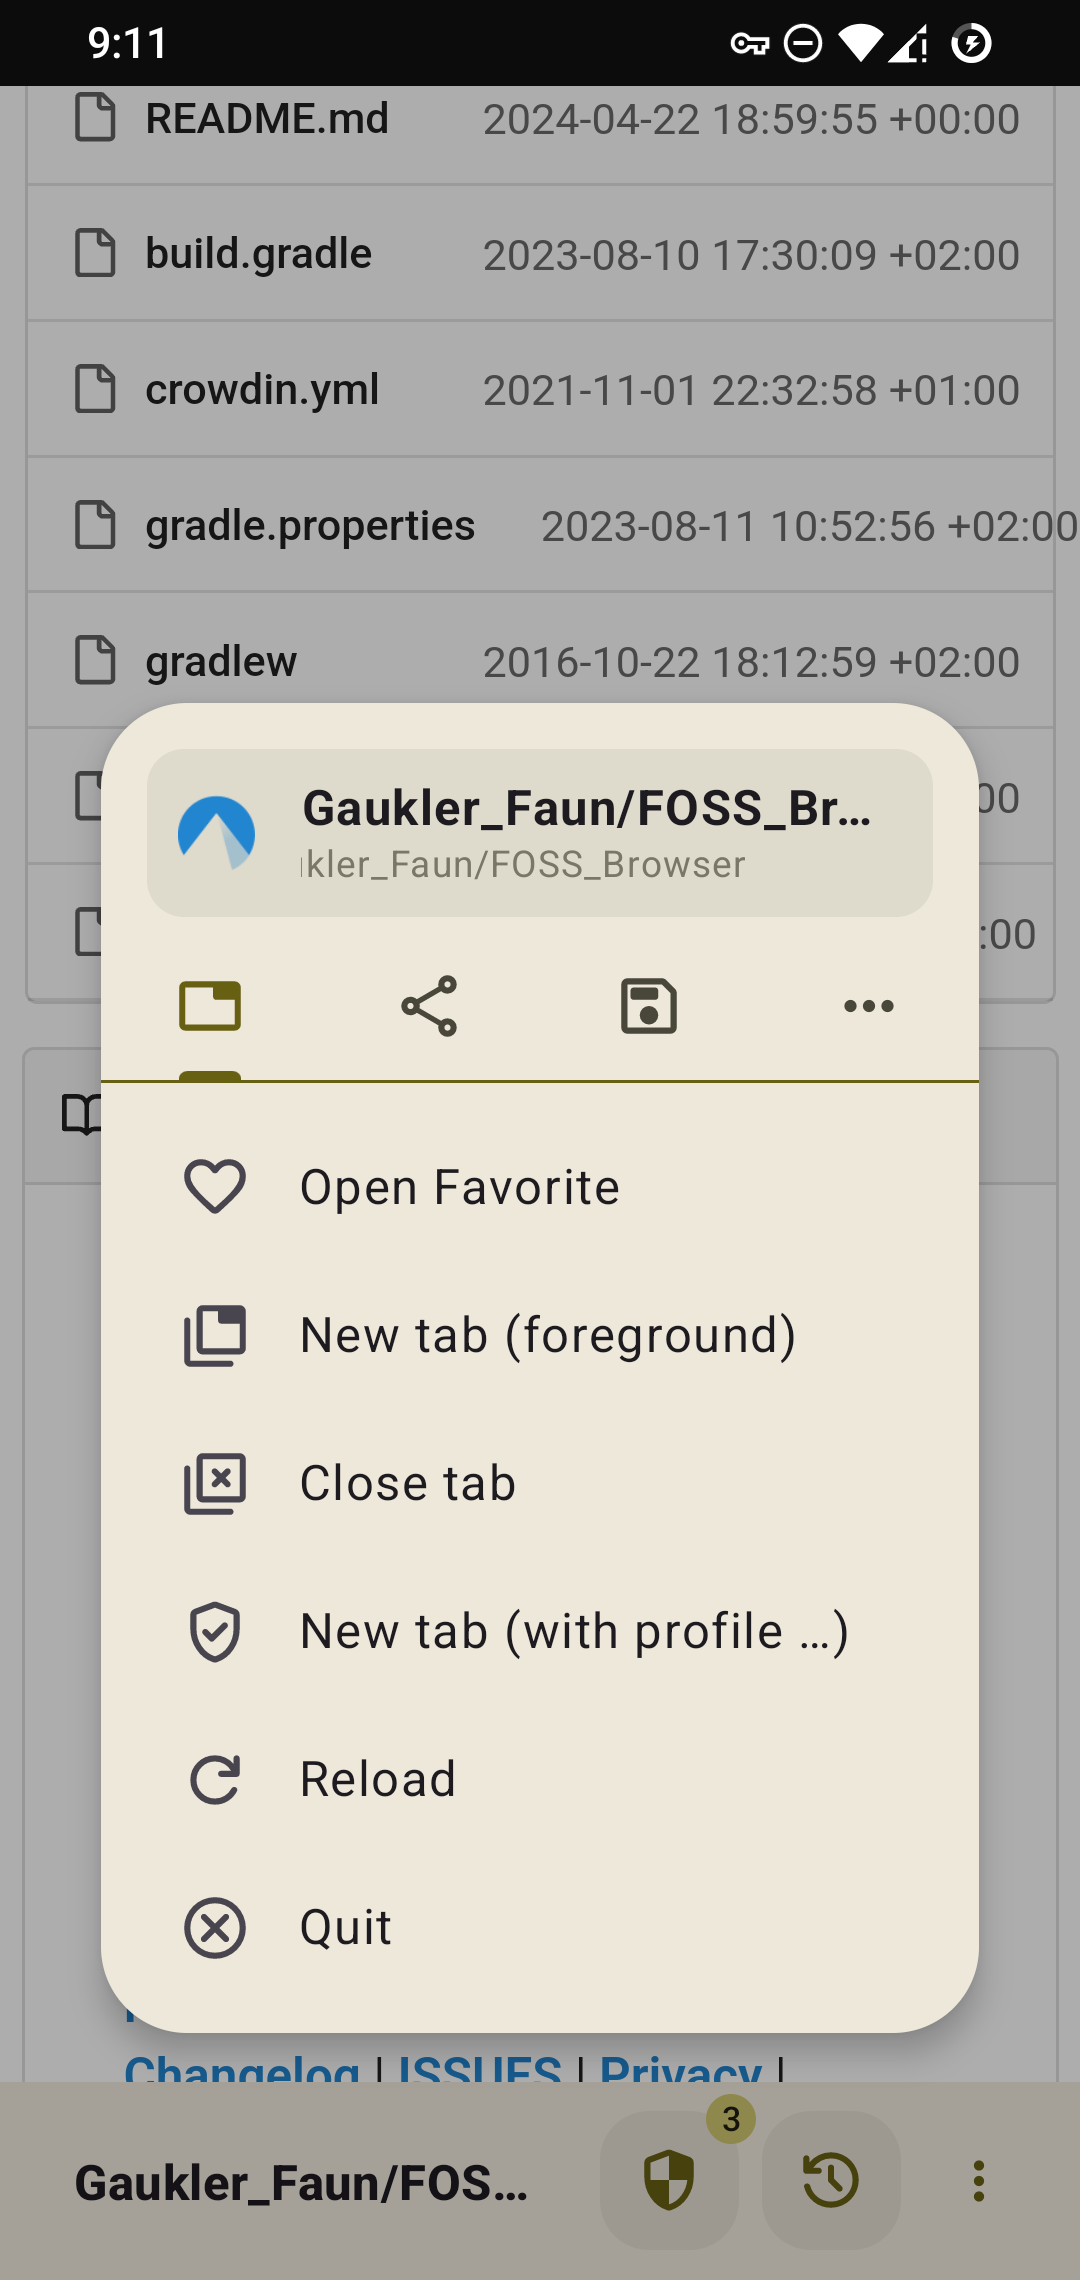 9:11
README.md 2024-04-22 18:59:55 +00:00
build.gradle 2023-08-10 17:30:09 +02:00
crowdin.yml 2021-11-01 22:32:58 +01:00
gradle.properties 2023-08-11 10:52:56 +02:00
gradlew 2016-10-22 18:12:59 +02:00
00
:00
Gaukler_Faun/FOSS_Br...
kler_Faun/FOSS_Browser
Open Favorite
New tab (foreground)
Close tab
New tab (with profile ...)
Reload
Quit
Changelog | ISSUES | Privacy |
3
Gaukler_Faun/FOS...